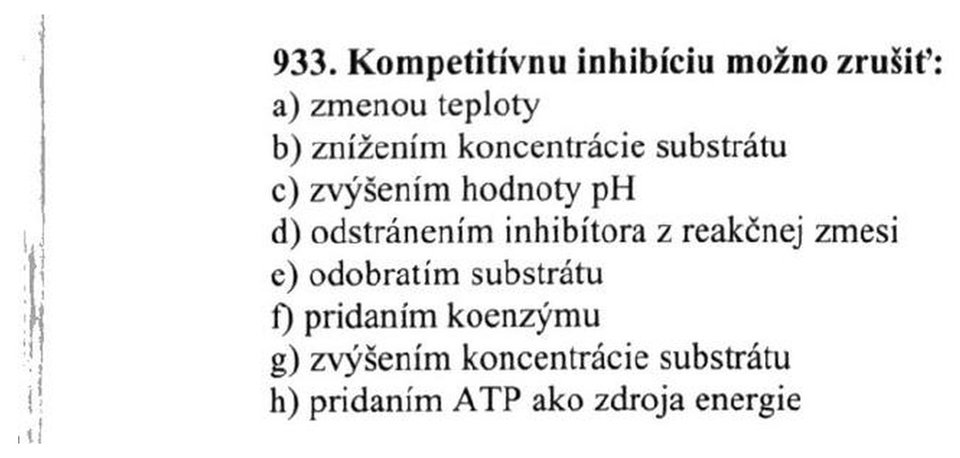 933. Kompetitívnu inhibíciu možno zrušiť:
a) zmenou teploty
b) znížením koncentrácie substrátu
c) zvýšením hodnoty pH
d) odstránením inhibítora z reakčnej zmesi
e) odobratím substrátu
f) pridaním koenzýmu
g) zvýšením koncentrácie substrátu
h) pridaním ATP ako zdroja energie